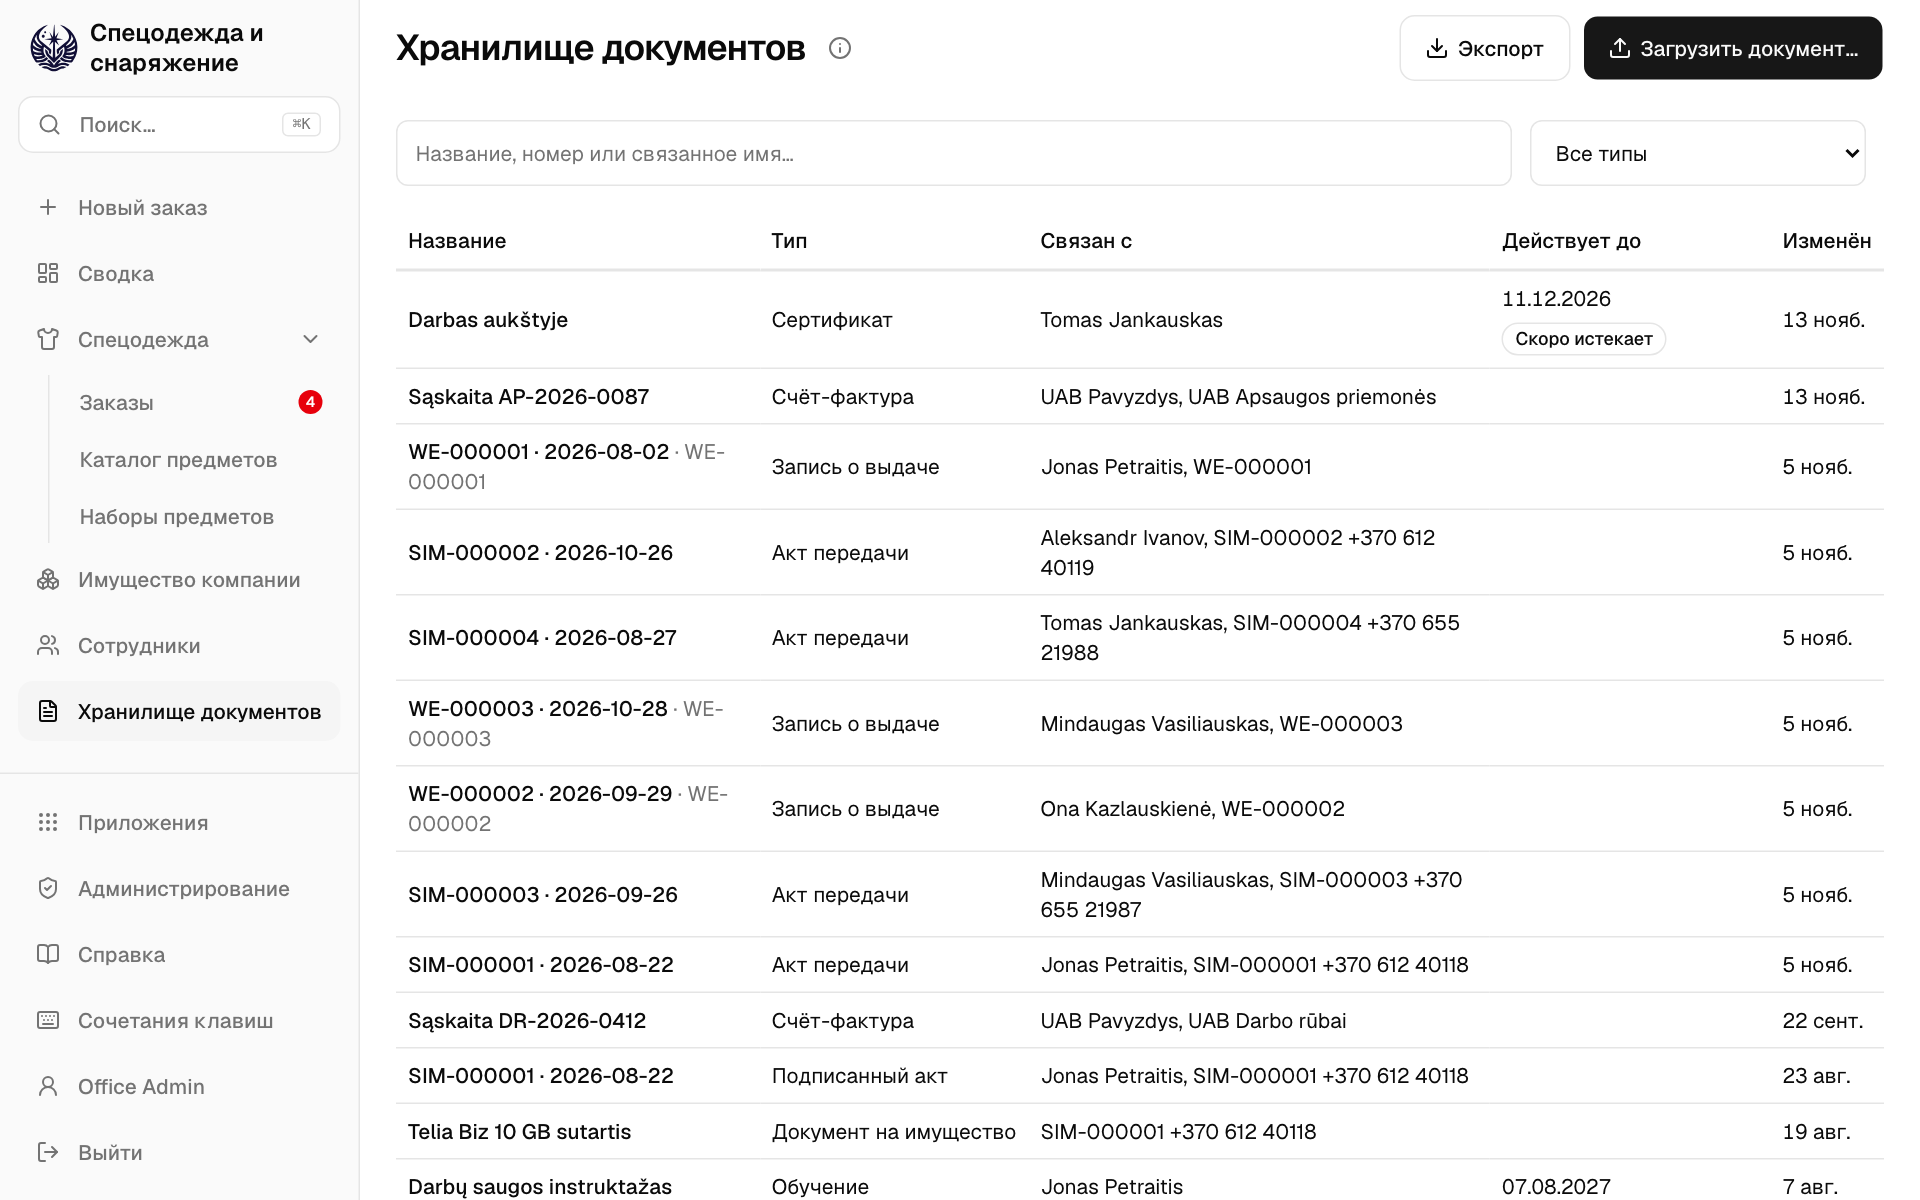 Спецодежда и
снаряжение
Поиск...
⌘K
Новый заказ
Сводка
Спецодежда
Заказы
4
Каталог предметов
Наборы предметов
Имущество компании
Сотрудники
Хранилище документов
Приложения
Администрирование
Справка
Сочетания клавиш
Office Admin
Выйти
Хранилище документов
Экспорт
Загрузить документ...
Название, номер или связанное имя...
Все типы
Название Тип Связан с Действует до Изменён
Darbas aukštyje Сертификат Tomas Jankauskas 11.12.2026 Скоро истекает 13 нояб.
Sąskaita AP-2026-0087 Счёт-фактура UAB Pavyzdys, UAB Apsaugos priemonės 13 нояб.
WE-000001 · 2026-08-02 · WE-
000001 Запись о выдаче Jonas Petraitis, WE-000001 5 нояб.
SIM-000002 · 2026-10-26 Акт передачи Aleksandr Ivanov, SIM-000002 +370 612
40119 5 нояб.
SIM-000004 · 2026-08-27 Акт передачи Tomas Jankauskas, SIM-000004 +370 655
21988 5 нояб.
WE-000003 · 2026-10-28 · WE-
000003 Запись о выдаче Mindaugas Vasiliauskas, WE-000003 5 нояб.
WE-000002 · 2026-09-29 · WE-
000002 Запись о выдаче Ona Kazlauskienė, WE-000002 5 нояб.
SIM-000003 · 2026-09-26 Акт передачи Mindaugas Vasiliauskas, SIM-000003 +370
655 21987 5 нояб.
SIM-000001 · 2026-08-22 Акт передачи Jonas Petraitis, SIM-000001 +370 612 40118 5 нояб.
Sąskaita DR-2026-0412 Счёт-фактура UAB Pavyzdys, UAB Darbo rūbai 22 сент.
SIM-000001 · 2026-08-22 Подписанный акт Jonas Petraitis, SIM-000001 +370 612 40118 23 авг.
Telia Biz 10 GB sutartis Документ на имущество SIM-000001 +370 612 40118 19 авг.
Darbų saugos instruktažas Обучение Jonas Petraitis 07.08.2027 7 авг.